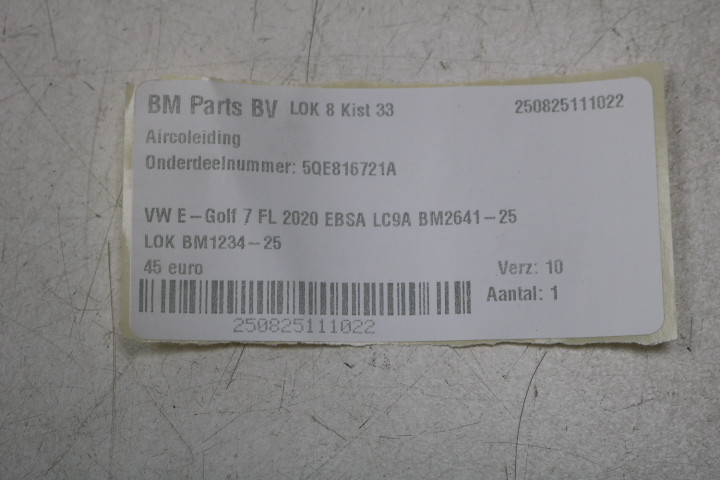 BM Parts BV LOK 8 Kist 33 250825111022
Aircoleiding
Onderdeelnummer: 5QE816721A
VW E-Golf 7 FL 2020 EBSA LC9A BM2641-25
LOK BM1234-25
45 euro Verz: 10
Aantal: 1
250825111022